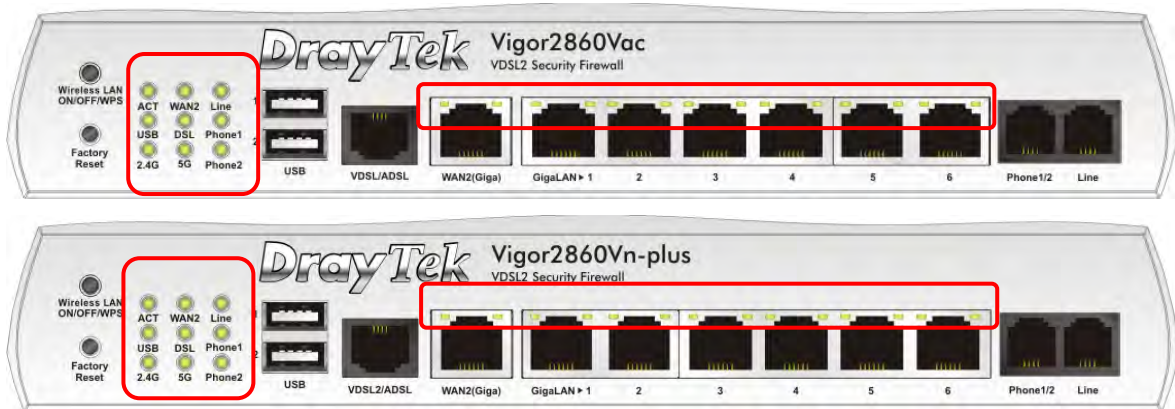 DrayTek Vigor2860Vac
VDSL2 Security Firewall
Wireless LAN
ON/OFF/WPS
ACT WAN2 Line
USB DSL Phone1
2.4G 5G Phone2
Factory
Reset
1
2
USB
VDSL/ADSL
WAN2(Giga)
GigaLAN ▶ 1 2 3 4 5 6
Phone1/2 Line
DrayTek Vigor2860Vn-plus
VDSL2 Security Firewall
Wireless LAN
ON/OFF/WPS
ACT WAN2 Line
USB DSL Phone1
2.4G 5G Phone2
Factory
Reset
1
2
USB
VDSL2/ADSL
WAN2(Giga)
GigaLAN ▶ 1 2 3 4 5 6
Phone1/2 Line